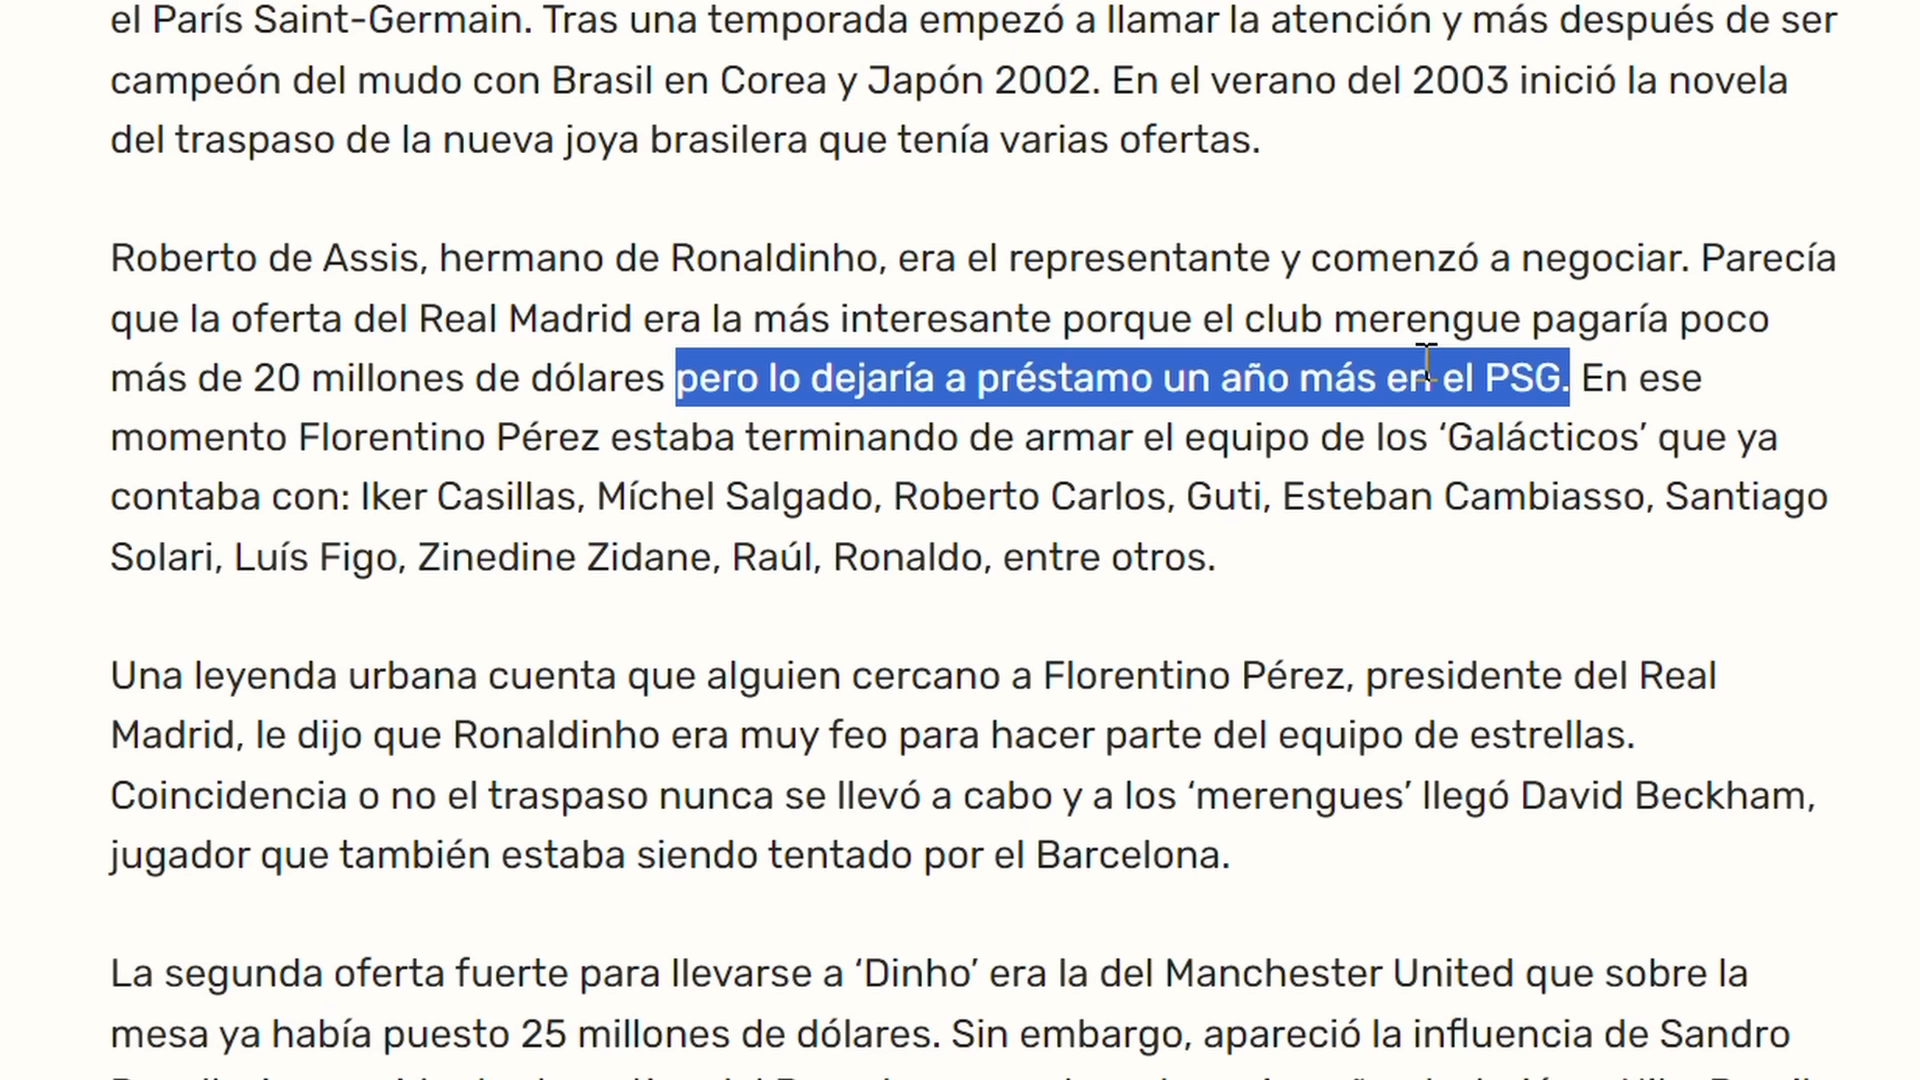 el París Saint-Germain. Tras una temporada empezó a llamar la atención y más después de ser
campeón del mudo con Brasil en Corea y Japón 2002. En el verano del 2003 inició la novela
del traspaso de la nueva joya brasilera que tenía varias ofertas.
Roberto de Assis, hermano de Ronaldinho, era el representante y comenzó a negociar. Parecía
que la oferta del Real Madrid era la más interesante porque el club merengue pagaría poco
más de 20 millones de dólares pero lo dejaría a préstamo un año más en el PSG. En ese
momento Florentino Pérez estaba terminando de armar el equipo de los ‘Galácticos’ que ya
contaba con: Iker Casillas, Míchel Salgado, Roberto Carlos, Guti, Esteban Cambiasso, Santiago
Solari, Luís Figo, Zinedine Zidane, Raúl, Ronaldo, entre otros.
Una leyenda urbana cuenta que alguien cercano a Florentino Pérez, presidente del Real
Madrid, le dijo que Ronaldinho era muy feo para hacer parte del equipo de estrellas.
Coincidencia o no el traspaso nunca se llevó a cabo y a los ‘merengues’ llegó David Beckham,
jugador que también estaba siendo tentado por el Barcelona.
La segunda oferta fuerte para llevarse a ‘Dinho’ era la del Manchester United que sobre la
mesa ya había puesto 25 millones de dólares. Sin embargo, apareció la influencia de Sandro